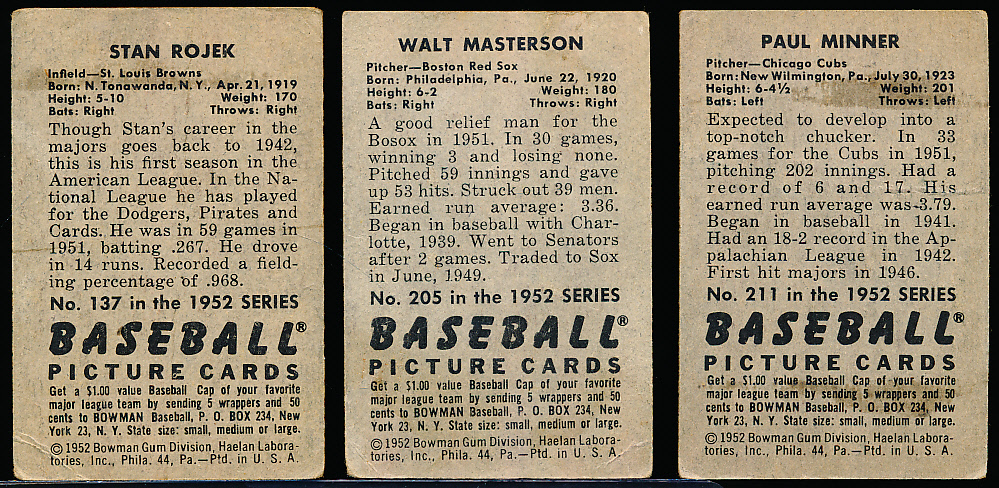 STAN ROJEK
Infield—St. Louis Browns
Born: N. Tonawanda, N. Y., Apr. 21, 1919
Height: 5-10 Weight: 170
Bats: Right Throws: Right
Though Stan's career in the
majors goes back to 1942,
this is his first season in the
American League. In the Na-
tional League he has played
for the Dodgers, Pirates and
Cards. He was in 59 games in
1951, batting .267. He drove
in 14 runs. Recorded a field-
ing percentage of .968.
No. 137 in the 1952 SERIES
BASEBALL®
PICTURE CARDS
Get a $1.00 value Baseball Cap of your favorite
major league team by sending 5 wrappers and 50
cents to BOWMAN Baseball, P. O. BOX 234, New
York 23, N. Y. State size: small, medium or large.
© 1952 Bowman Gum Division, Haelan Labora-
tories, Inc., Phila. 44, Pa.—Ptd. in U. S. A.
WALT MASTERSON
Pitcher—Boston Red Sox
Born: Philadelphia, Pa., June 22, 1920
Height: 6-2 Weight: 180
Bats: Right Throws: Right
A good relief man for the
Bosox in 1951. In 30 games,
winning 3 and losing none.
Pitched 59 innings and gave
up 53 hits. Struck out 39 men.
Earned run average: 3.36.
Began in baseball with Char-
lotte, 1939. Went to Senators
after 2 games. Traded to Sox
in June, 1949.
No. 205 in the 1952 SERIES
BASEBALL®
PICTURE CARDS
Get a $1.00 value Baseball Cap of your favorite
major league team by sending 5 wrappers and 50
cents to BOWMAN Baseball, P. O. BOX 234, New
York 23, N. Y. State size: small, medium or large.
© 1952 Bowman Gum Division, Haelan Labora-
tories, Inc., Phila. 44, Pa.—Ptd in U. S. A.
PAUL MINNER
Pitcher—Chicago Cubs
Born: New Wilmington, Pa., July 30, 1923
Height: 6-4½ Weight: 201
Bats: Left Throws: Left
Expected to develop into a
top-notch chucker. In 33
games for the Cubs in 1951,
pitching 202 innings. Had a
record of 6 and 17. His
earned run average was 3.79.
Began in baseball in 1941.
Had an 18-2 record in the Ap-
palachian League in 1942.
First hit majors in 1946.
No. 211 in the 1952 SERIES
BASEBALL®
PICTURE CARDS
Get a $1.00 value Baseball Cap of your favorite
major league team by sending 5 wrappers and 50
cents to BOWMAN Baseball, P. O. BOX 234, New
York 23, N. Y. State size: small, medium or large.
© 1952 Bowman Gum Division, Haelan Labora-
tories, Inc., Phila. 44, Pa.—Ptd in U. S. A.